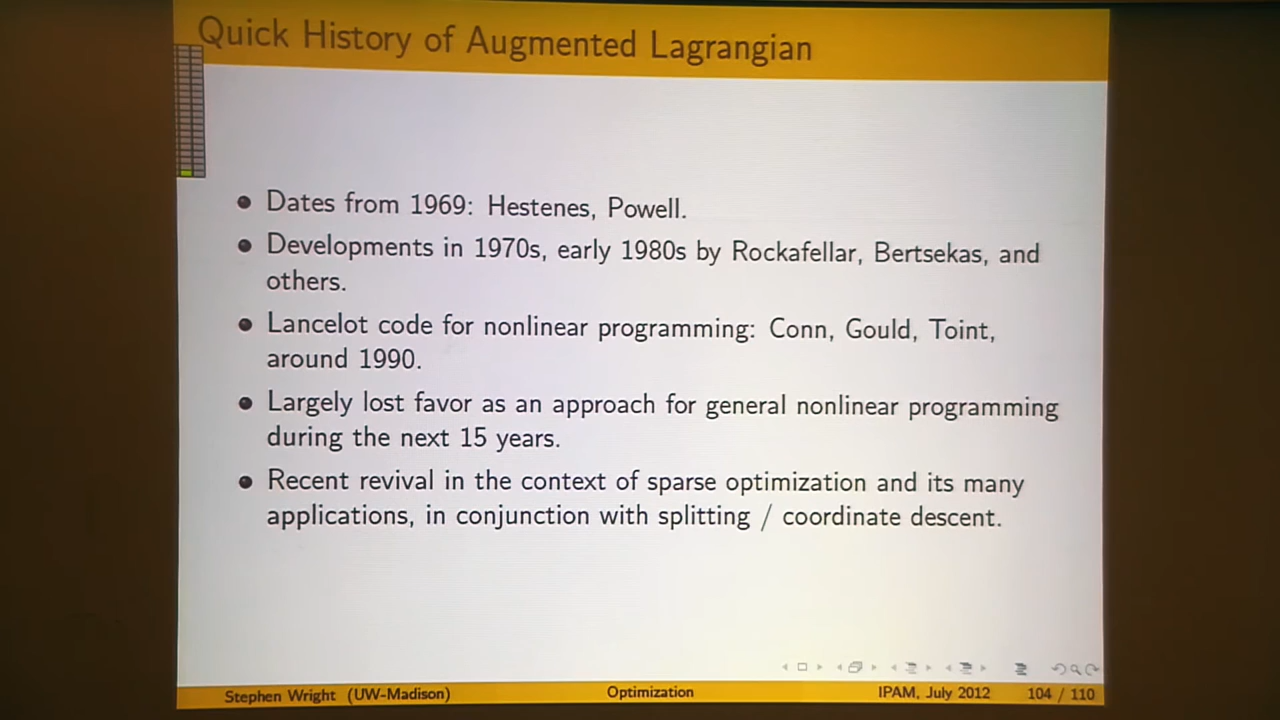 Quick History of Augmented Lagrangian
Dates from 1969: Hestenes, Powell.
Developments in 1970s, early 1980s by Rockafellar, Bertsekas, and
others.
Lancelot code for nonlinear programming: Conn, Gould, Toint,
around 1990.
Largely lost favor as an approach for general nonlinear programming
during the next 15 years.
Recent revival in the context of sparse optimization and its many
applications, in conjunction with splitting / coordinate descent.
Stephen Wright (UW-Madison) Optimization IPAM, July 2012 104 / 110